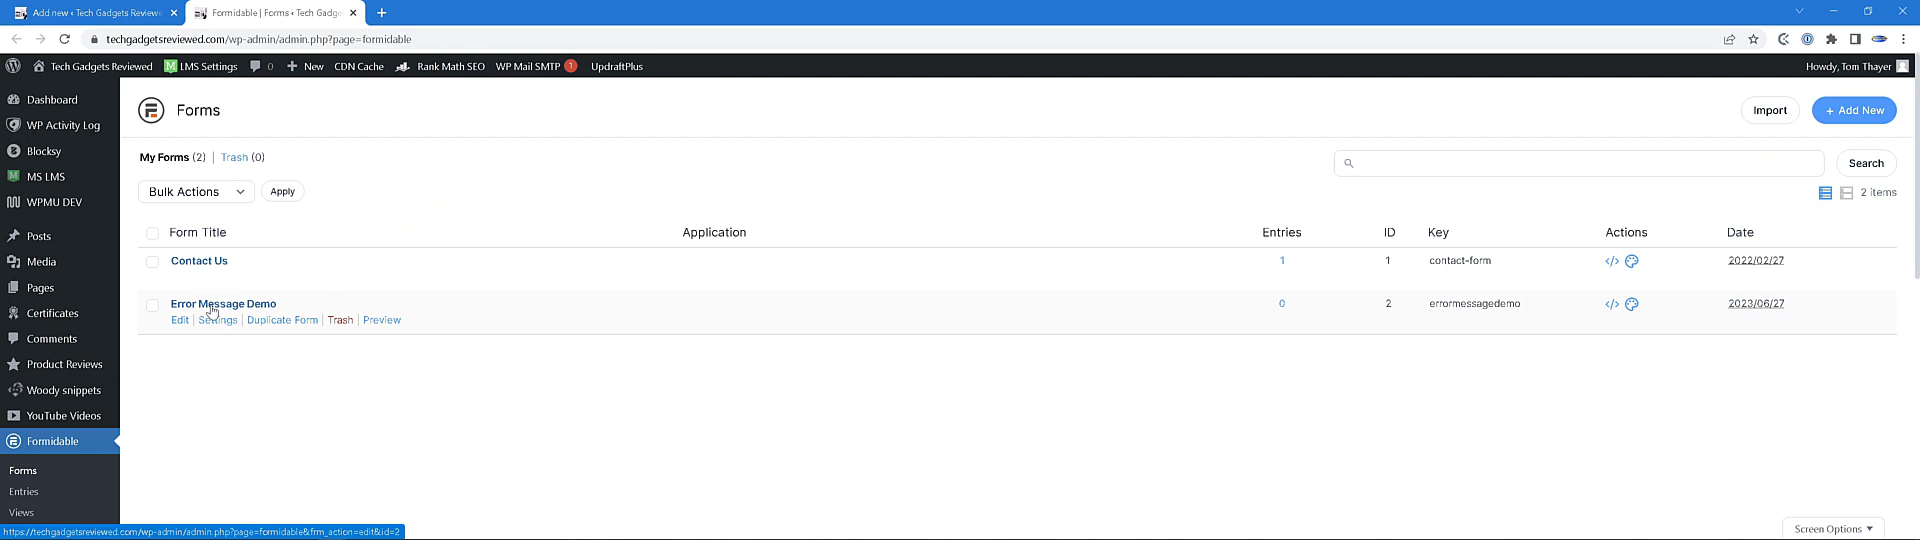 Add new ‹ Tech Gadgets Reviewe
Formidable | Forms ‹ Tech Gadge
techgadgetsreviewed.com/wp-admin/admin.php?page=formidable
Tech Gadgets Reviewed LMS Settings 0 New CDN Cache Rank Math SEO WP Mail SMTP 1 UpdraftPlus Howdy, Tom Thayer
Dashboard
WP Activity Log
Blocksy
MS LMS
WPMU DEV
Posts
Media
Pages
Certificates
Comments
Product Reviews
Woody snippets
YouTube Videos
Formidable
Forms
Entries
Views
Forms
Import + Add New
My Forms (2) | Trash (0)
Search
Bulk Actions Apply
2 items
Form Title Application Entries ID Key Actions Date
Contact Us 1 1 contact-form </> 2022/02/27
Error Message Demo 0 2 errormessagedemo </> 2023/06/27
Edit | Settings | Duplicate Form | Trash | Preview
Screen Options
https://techgadgetsreviewed.com/wp-admin/admin.php?page=formidable&frm_action=edit&id=2